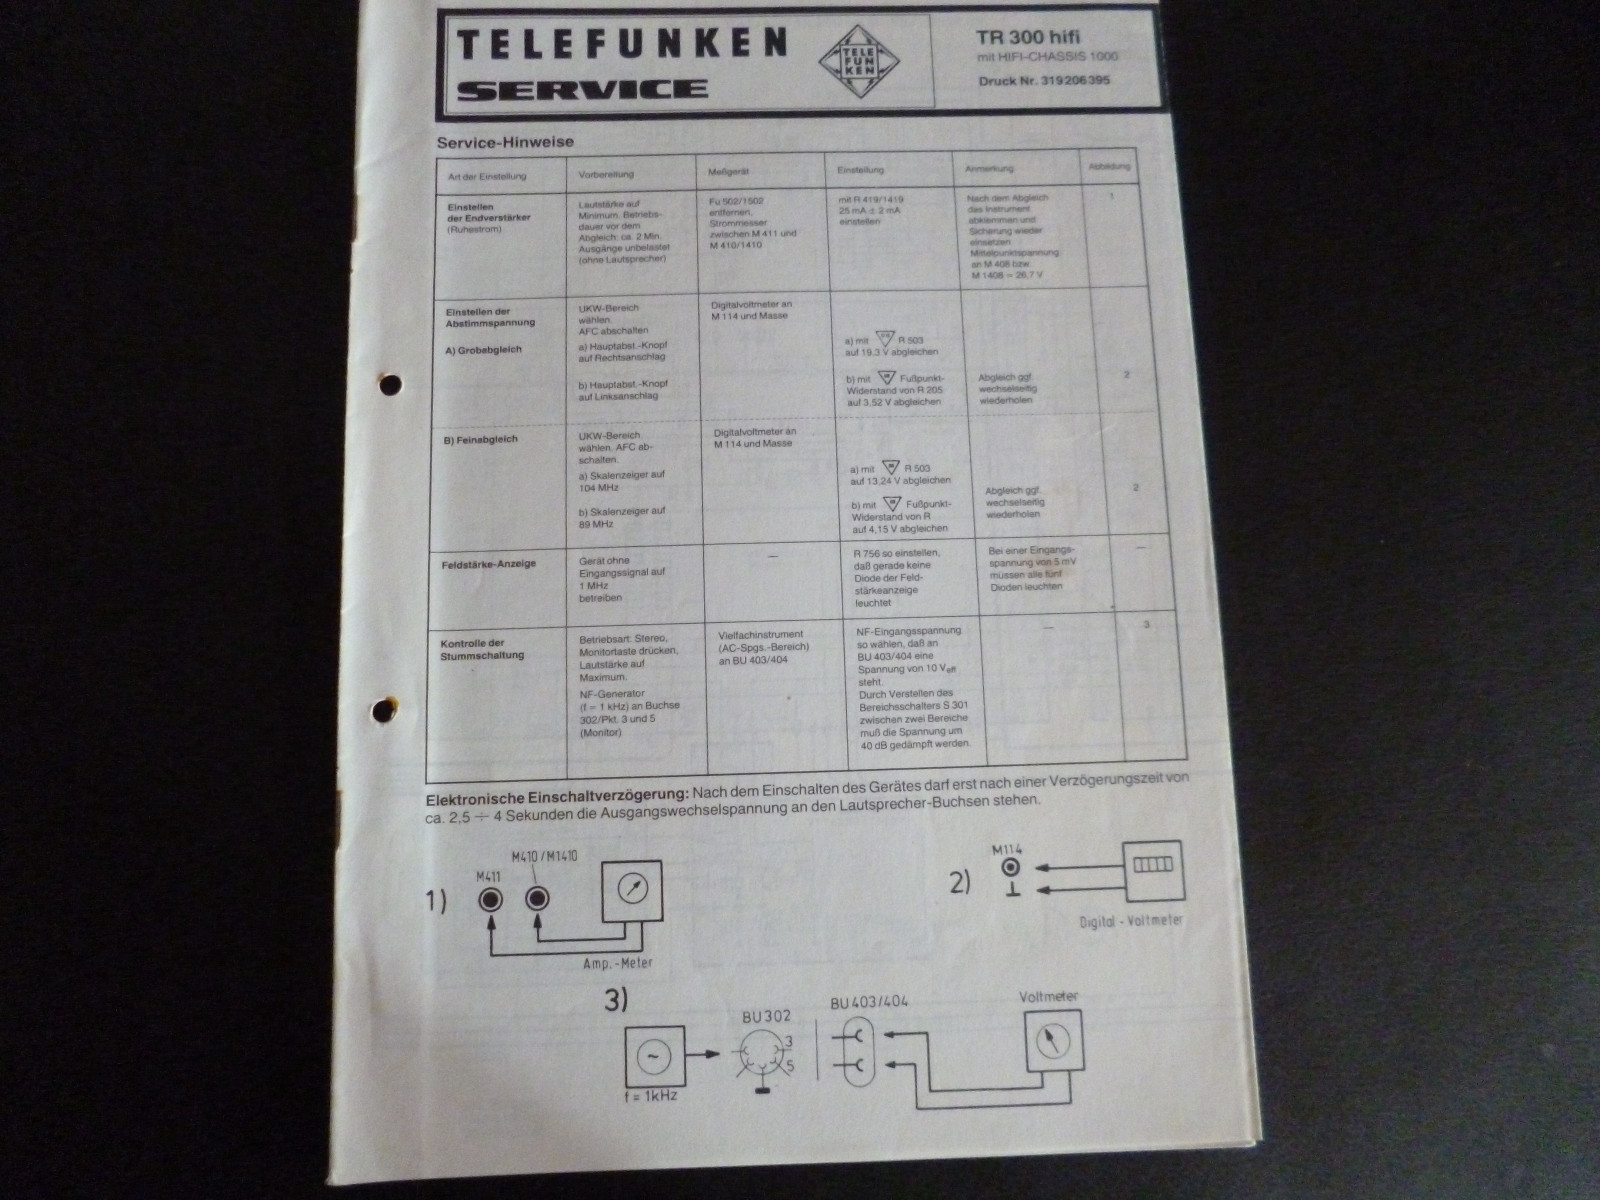 TELEFUNKEN
SERVICE
TELE
FUN
KEN
TR 300 hifi
mit HIFI-CHASSIS 1000
Druck Nr. 319206395
Service-Hinweise
Art der Einstellung
Vorbereitung
Meßgerät
Einstellung
Anmerkung
Abbildung
Einstellen
der Endverstärker
(Ruhestrom)
Lautstärke auf
Minimum. Betriebs-
dauer vor dem
Abgleich: ca. 2 Min.
Ausgänge unbelastet
(ohne Lautsprecher)
Fu 502/1502
entfernen,
Strommesser
zwischen M 411 und
M 410/1410
mit R 419/1419
25 mA ± 2 mA
einstellen
Nach dem Abgleich
das Instrument
abklemmen und
Sicherung wieder
einsetzen
Mittelpunktspannung
an M 408 bzw.
M 1408 = 26,7 V
1
Einstellen der
Abstimmspannung
A) Grobabgleich
UKW-Bereich
wählen.
AFC abschalten
a) Hauptabst.-Knopf
auf Rechtsanschlag
b) Hauptabst.-Knopf
auf Linksanschlag
Digitalvoltmeter an
M 114 und Masse
a) mit R 503
auf 19,3 V abgleichen
b) mit Fußpunkt-
Widerstand von R 205
auf 3,52 V abgleichen
Abgleich ggf.
wechselseitig
wiederholen
2
B) Feinabgleich
UKW-Bereich
wählen. AFC ab-
schalten.
a) Skalenzeiger auf
104 MHz
b) Skalenzeiger auf
89 MHz
Digitalvoltmeter an
M 114 und Masse
a) mit R 503
auf 13,24 V abgleichen
b) mit Fußpunkt-
Widerstand von R
auf 4,15 V abgleichen
Abgleich ggf.
wechselseitig
wiederholen
2
Feldstärke-Anzeige
Gerät ohne
Eingangssignal auf
1 MHz
betreiben
—
R 756 so einstellen,
daß gerade keine
Diode der Feld-
stärkeanzeige
leuchtet
Bei einer Eingangs-
spannung von 5 mV
müssen alle fünf
Dioden leuchten
—
Kontrolle der
Stummschaltung
Betriebsart: Stereo,
Monitortaste drücken,
Lautstärke auf
Maximum.
NF-Generator
(f = 1 kHz) an Buchse
302/Pkt. 3 und 5
(Monitor)
Vielfachinstrument
(AC-Spgs.-Bereich)
an BU 403/404
NF-Eingangsspannung
so wählen, daß an
BU 403/404 eine
Spannung von 10 Veff
steht.
Durch Verstellen des
Bereichsschalters S 301
zwischen zwei Bereiche
muß die Spannung um
40 dB gedämpft werden.
—
3
Elektronische Einschaltverzögerung: Nach dem Einschalten des Gerätes darf erst nach einer Verzögerungszeit von
ca. 2,5 ÷ 4 Sekunden die Ausgangswechselspannung an den Lautsprecher-Buchsen stehen.
1)
M411
M410/M1410
Amp.-Meter
2)
M114
Digital-Voltmeter
3)
f = 1kHz
~
BU302
3
5
BU403/404
Voltmeter